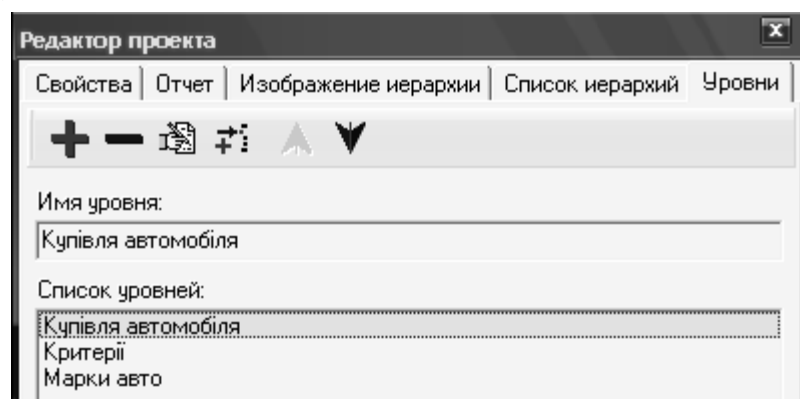 Редактор проекта
Свойства Отчет Изображение иерархии Список иерархий Уровни
Имя уровня:
Купівля автомобіля
Список уровней:
Купівля автомобіля
Критерії
Марки авто